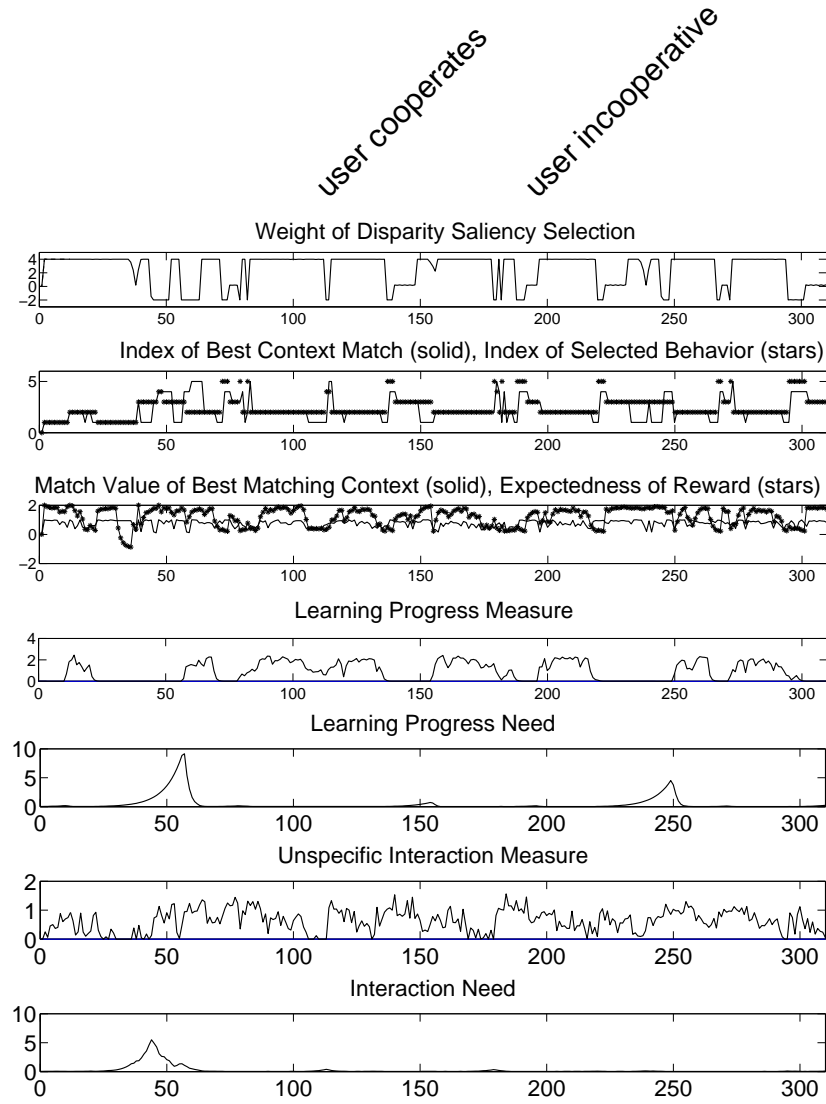 user cooperates
user incooperative
Weight of Disparity Saliency Selection
4
2
0
−2
0 50 100 150 200 250 300
Index of Best Context Match (solid), Index of Selected Behavior (stars)
5
0
0 50 100 150 200 250 300
Match Value of Best Matching Context (solid), Expectedness of Reward (stars)
2
0
−2
0 50 100 150 200 250 300
Learning Progress Measure
4
2
0
0 50 100 150 200 250 300
Learning Progress Need
10
5
0
0 50 100 150 200 250 300
Unspecific Interaction Measure
2
1
0
0 50 100 150 200 250 300
Interaction Need
10
5
0
0 50 100 150 200 250 300